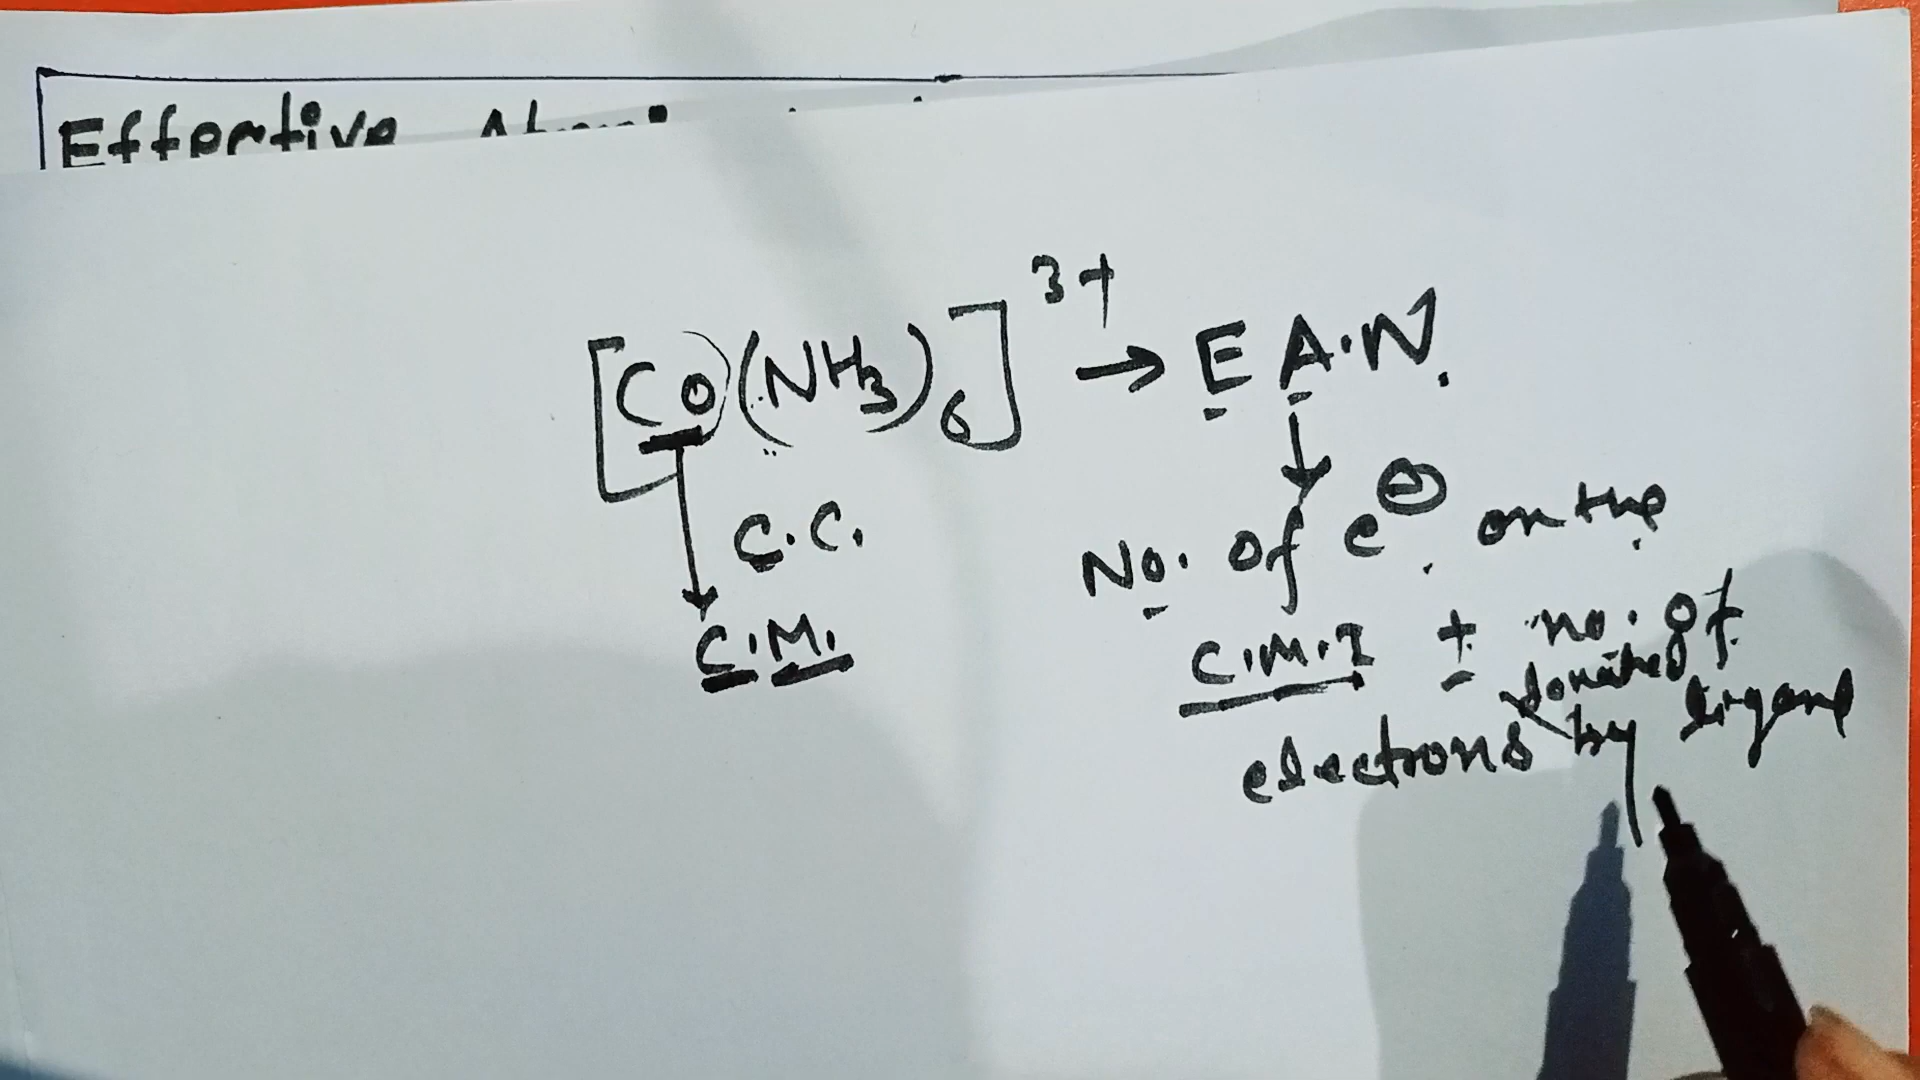 Effective
[Co(NH3)6]3+ → E A.N.
C.C.
C.M.
No. of e⊖ on the
C.M.I + no. of
donated
electrons by ligand